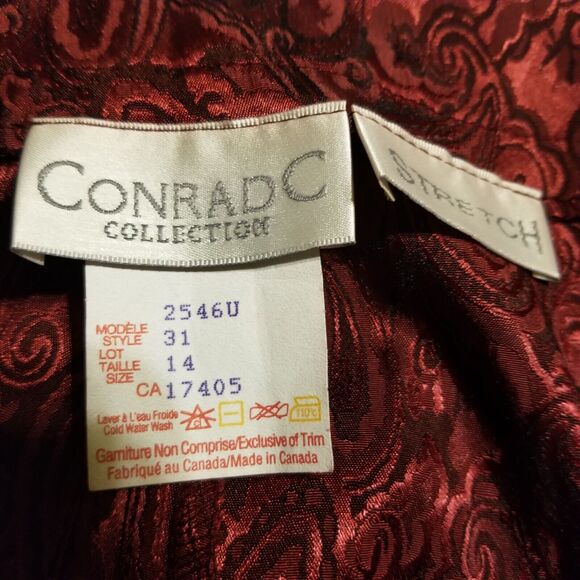 CONRADC
COLLECTION
STRETCH
2546U
MODÈLE
STYLE 31
LOT
TAILLE 14
SIZE
CA 17405
Laver à L'eau Froide
Cold Water Wash
cl
110°c
Garniture Non Comprise/Exclusive of Trim
Fabriqué au Canada/Made in Canada